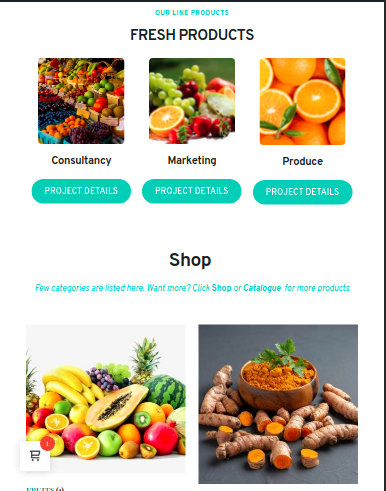 OUR LINE PRODUCTS
FRESH PRODUCTS
Consultancy Marketing Produce
PROJECT DETAILS PROJECT DETAILS PROJECT DETAILS
Shop
Few categories are listed here. Want more? Click Shop or Catalogue for more products
1
FRUITS